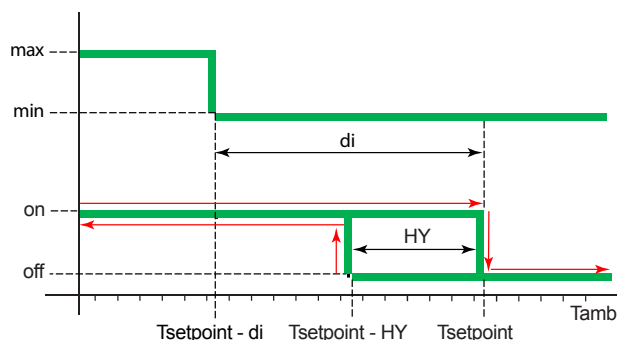 max
min
di
on
HY
off
Tamb
Tsetpoint - di Tsetpoint - HY Tsetpoint